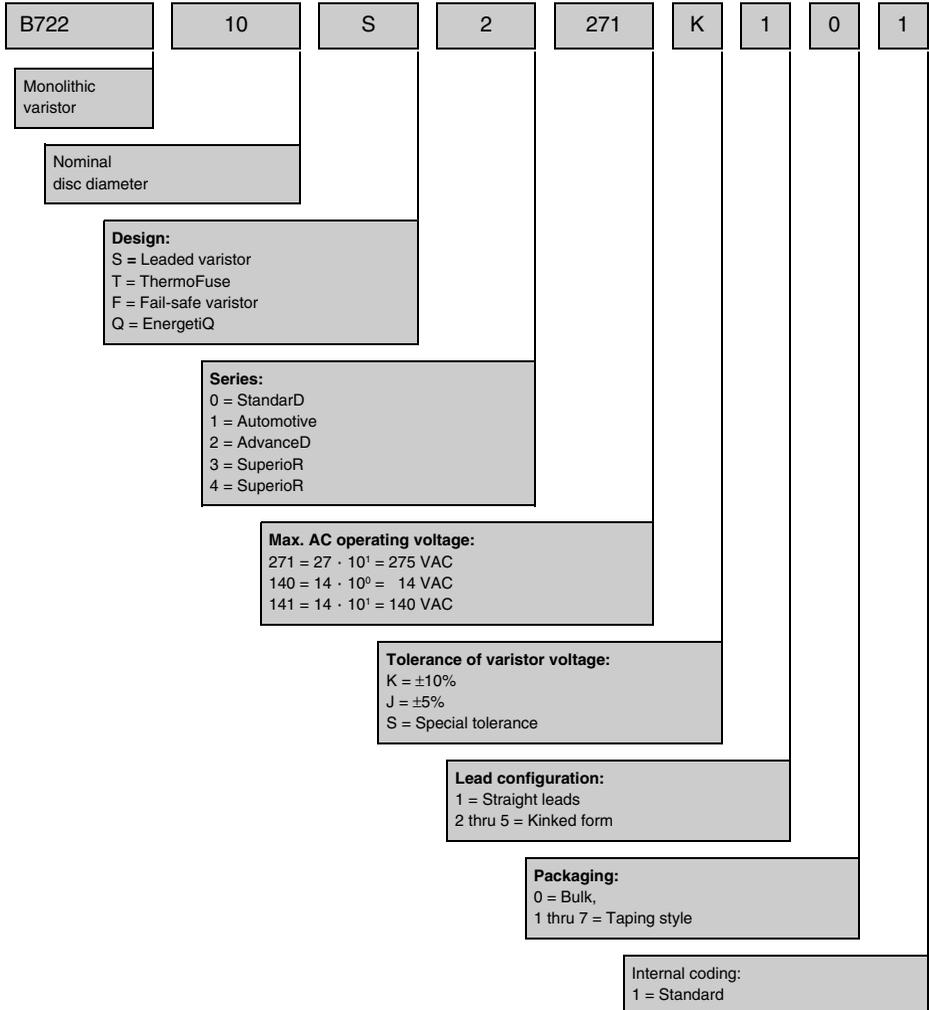 B722 10 S 2 271 K 1 0 1
Monolithic
varistor
Nominal
disc diameter
Design:
S = Leaded varistor
T = ThermoFuse
F = Fail-safe varistor
Q = EnergetiQ
Series:
0 = StandarD
1 = Automotive
2 = AdvanceD
3 = SuperioR
4 = SuperioR
Max. AC operating voltage:
271 = 27 · 10¹ = 275 VAC
140 = 14 · 10⁰ = 14 VAC
141 = 14 · 10¹ = 140 VAC
Tolerance of varistor voltage:
K = ±10%
J = ±5%
S = Special tolerance
Lead configuration:
1 = Straight leads
2 thru 5 = Kinked form
Packaging:
0 = Bulk,
1 thru 7 = Taping style
Internal coding:
1 = Standard